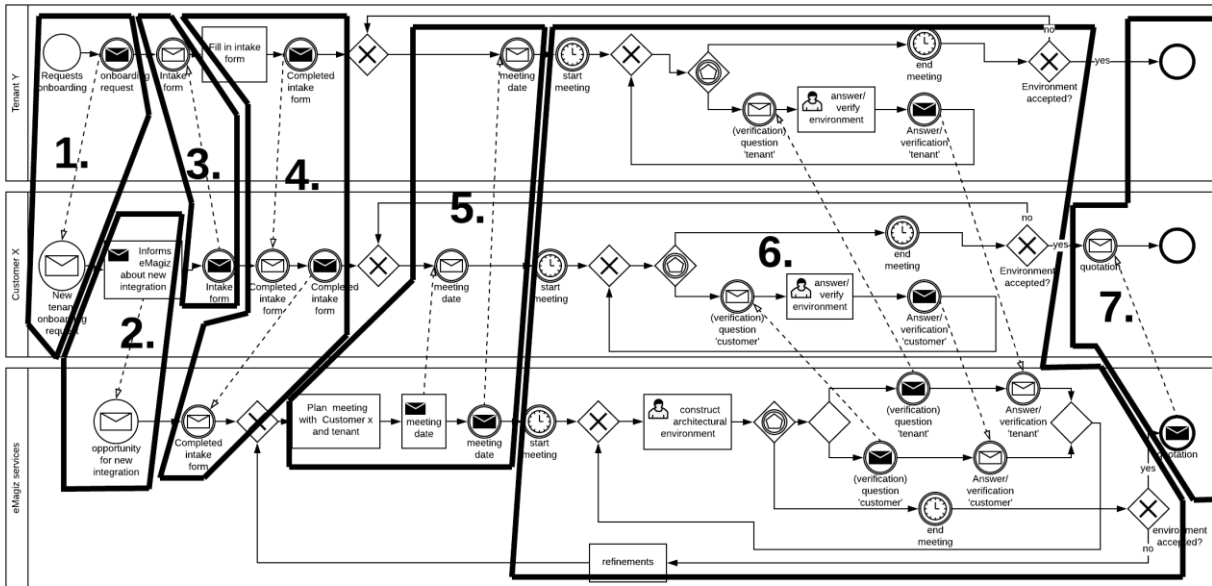 Tenant Y
Requests
onboarding
onboarding
request
Intake
form
Fill in intake
form
Completed
intake
form
meeting
date
start
meeting
end
meeting
(verification)
question
'tenant'
answer/
verify
environment
Answer/
verification
'tenant'
no
yes
Environment
accepted?
1.
2.
3.
4.
5.
6.
7.
Customer X
New
tenant
onboarding
request
Informs
eMagiz
about new
integration
Intake
form
Completed
intake
form
Completed
intake
form
meeting
date
start
meeting
end
meeting
(verification)
question
'customer'
answer/
verify
environment
Answer/
verification
'customer'
no
yes
Environment
accepted?
quotation
eMagiz services
opportunity
for new
integration
Completed
intake
form
Plan meeting
with Customer x
and tenant
meeting
date
meeting
date
start
meeting
construct
architectural
environment
(verification)
question
'tenant'
Answer/
verification
'tenant'
(verification)
question
'customer'
Answer/
verification
'customer'
end
meeting
quotation
yes
environment
accepted?
no
refinements